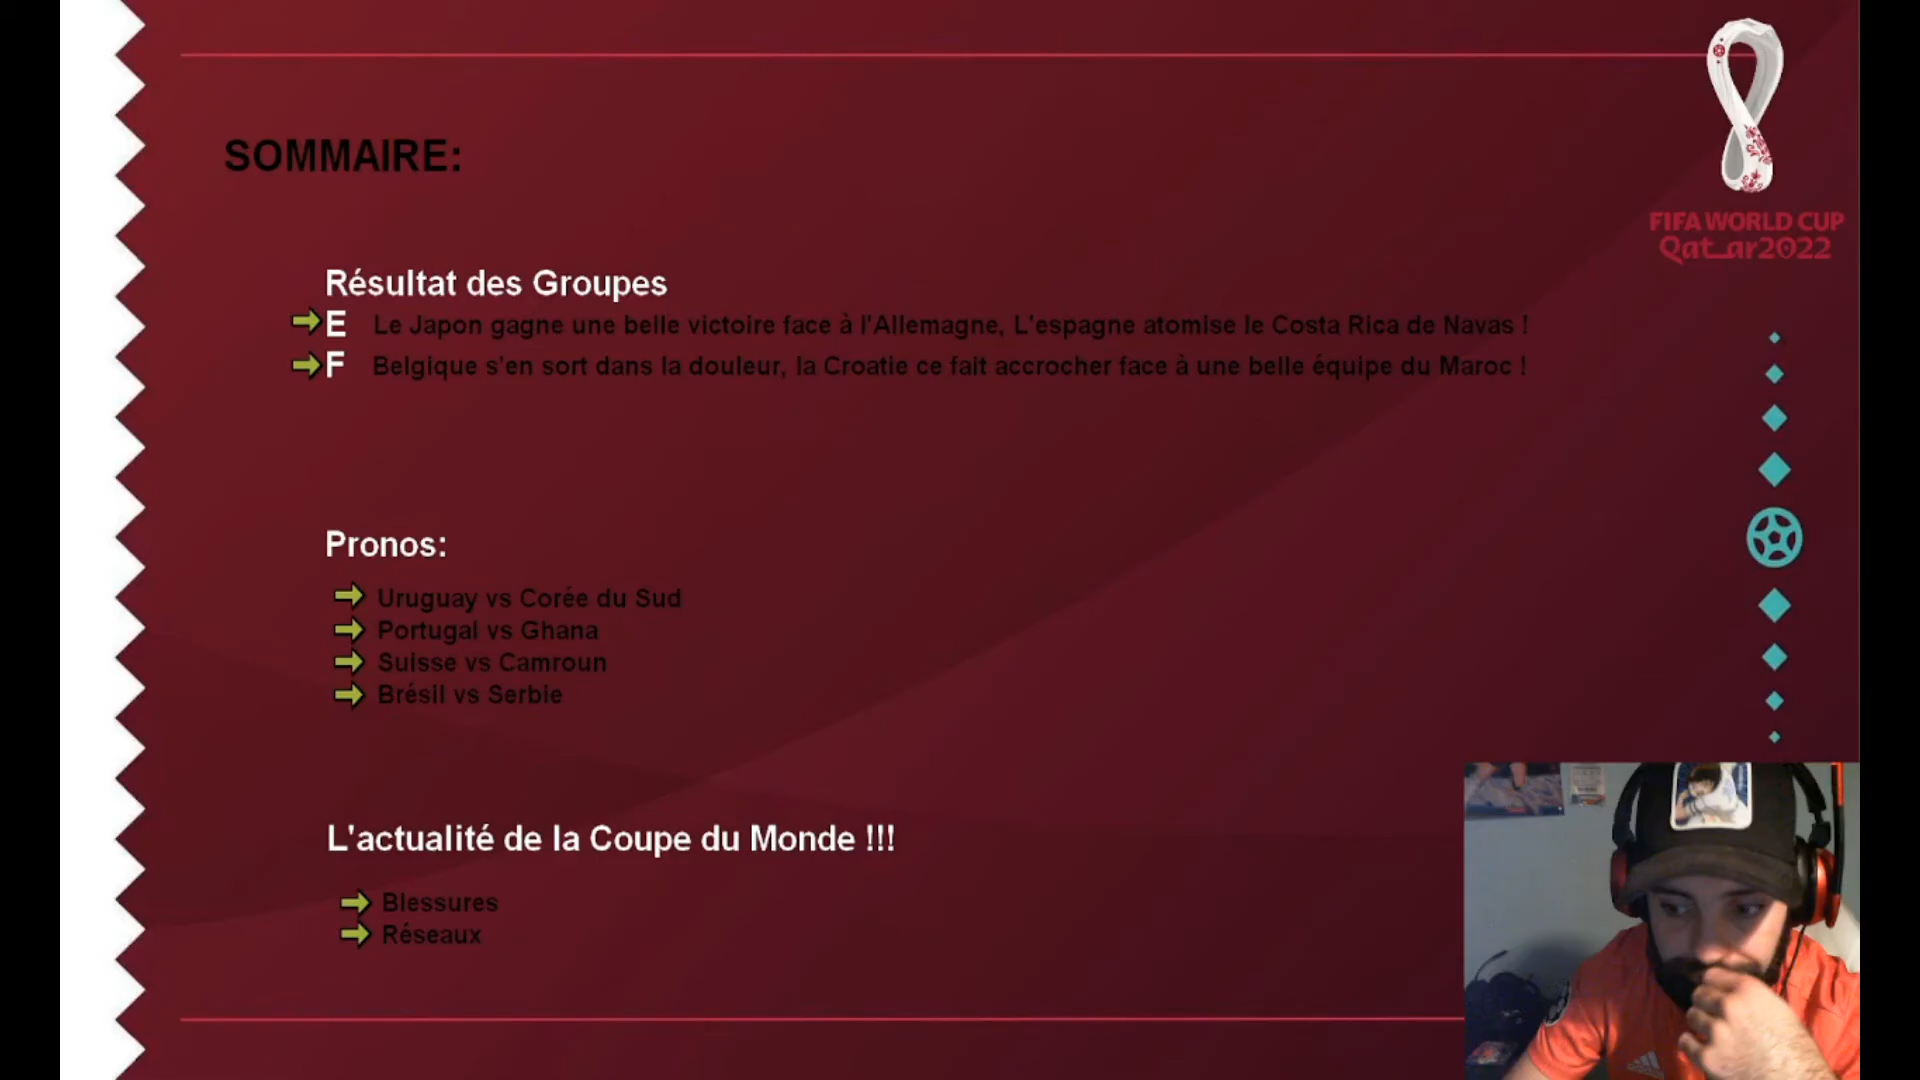 SOMMAIRE:
FIFA WORLD CUP
Qatar2022
Résultat des Groupes
E Le Japon gagne une belle victoire face à l'Allemagne, L'espagne atomise le Costa Rica de Navas !
F Belgique s'en sort dans la douleur, la Croatie ce fait accrocher face à une belle équipe du Maroc !
Pronos:
Uruguay vs Corée du Sud
Portugal vs Ghana
Suisse vs Camroun
Brésil vs Serbie
L'actualité de la Coupe du Monde !!!
Blessures
Réseaux